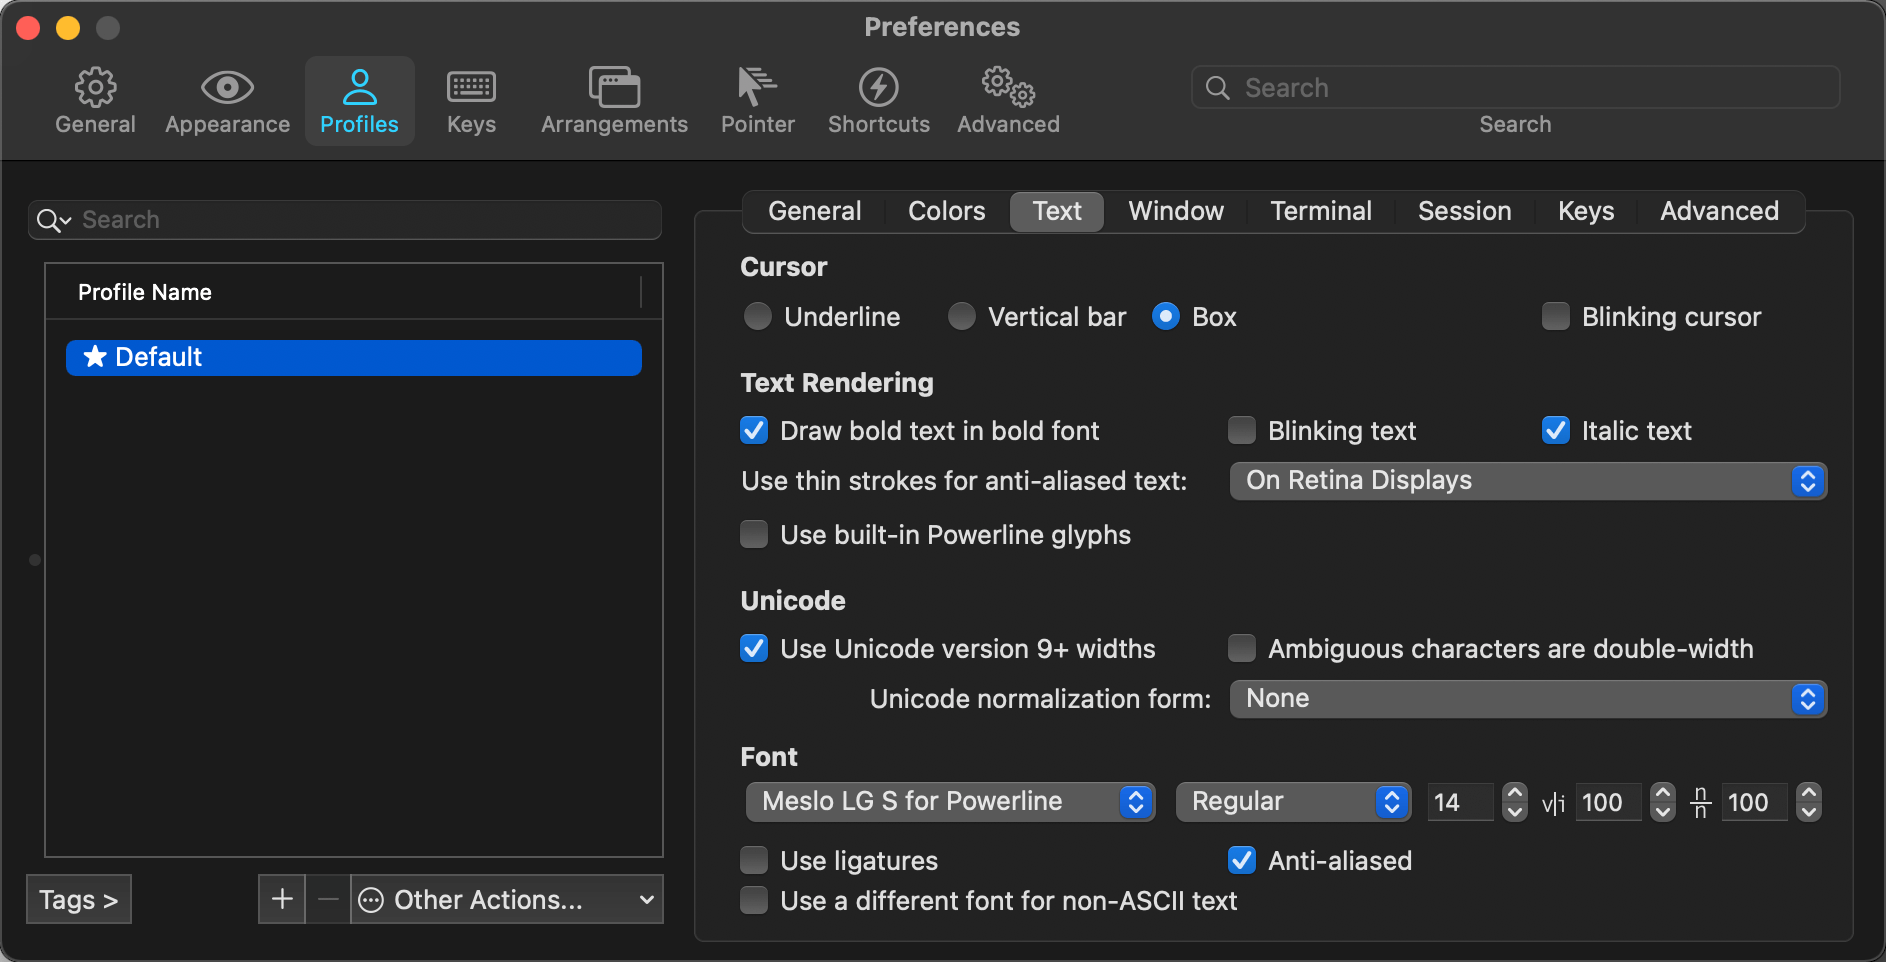 Preferences
General Appearance Profiles Keys Arrangements Pointer Shortcuts Advanced
Search
Search
Search
Profile Name
Default
Tags >
+ − Other Actions...
General Colors Text Window Terminal Session Keys Advanced
Cursor
Underline Vertical bar Box Blinking cursor
Text Rendering
Draw bold text in bold font Blinking text Italic text
Use thin strokes for anti-aliased text: On Retina Displays
Use built-in Powerline glyphs
Unicode
Use Unicode version 9+ widths Ambiguous characters are double-width
Unicode normalization form: None
Font
Meslo LG S for Powerline Regular 14 v|i 100 n/n 100
Use ligatures Anti-aliased
Use a different font for non-ASCII text